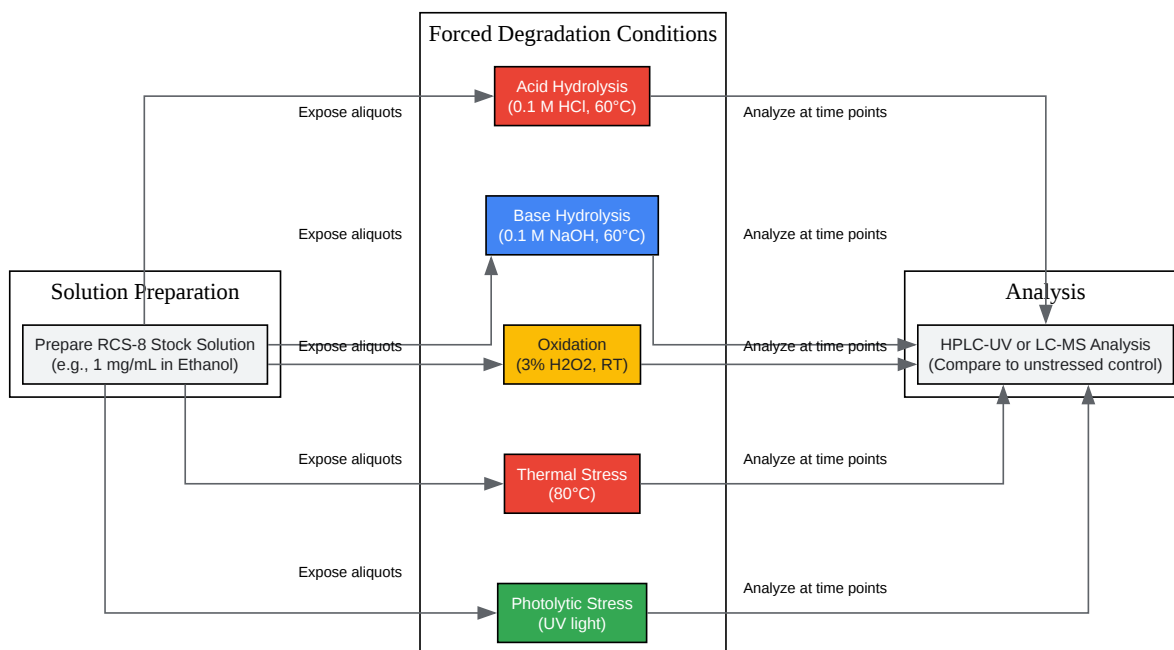 Forced Degradation Conditions
Acid Hydrolysis
(0.1 M HCl, 60°C)
Expose aliquots
Analyze at time points
Base Hydrolysis
(0.1 M NaOH, 60°C)
Expose aliquots
Analyze at time points
Solution Preparation
Analysis
Prepare RCS-8 Stock Solution
(e.g., 1 mg/mL in Ethanol)
Expose aliquots
Oxidation
(3% H2O2, RT)
Analyze at time points
HPLC-UV or LC-MS Analysis
(Compare to unstressed control)
Expose aliquots
Thermal Stress
(80°C)
Analyze at time points
Expose aliquots
Photolytic Stress
(UV light)
Analyze at time points